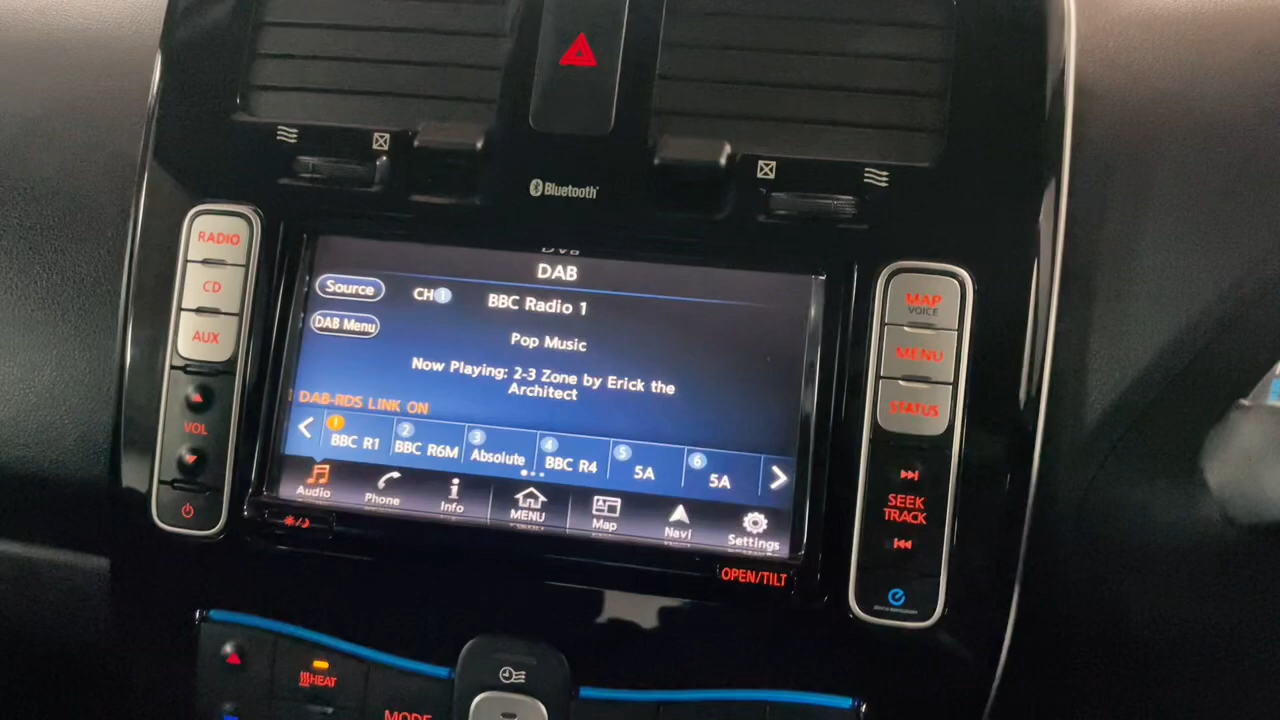 Bluetooth
RADIO
CD
AUX
VOL
DAB
Source
CH 1
BBC Radio 1
DAB Menu
Pop Music
Now Playing: 2-3 Zone by Erick the
Architect
DAB-RDS LINK ON
1 BBC R1
2 BBC R6M
3 Absolute
4 BBC R4
5 5A
6 5A
Audio
Phone
Info
MENU
Map
Navi
Settings
OPEN/TILT
MAP
VOICE
MENU
STATUS
SEEK
TRACK
HEAT
MODE